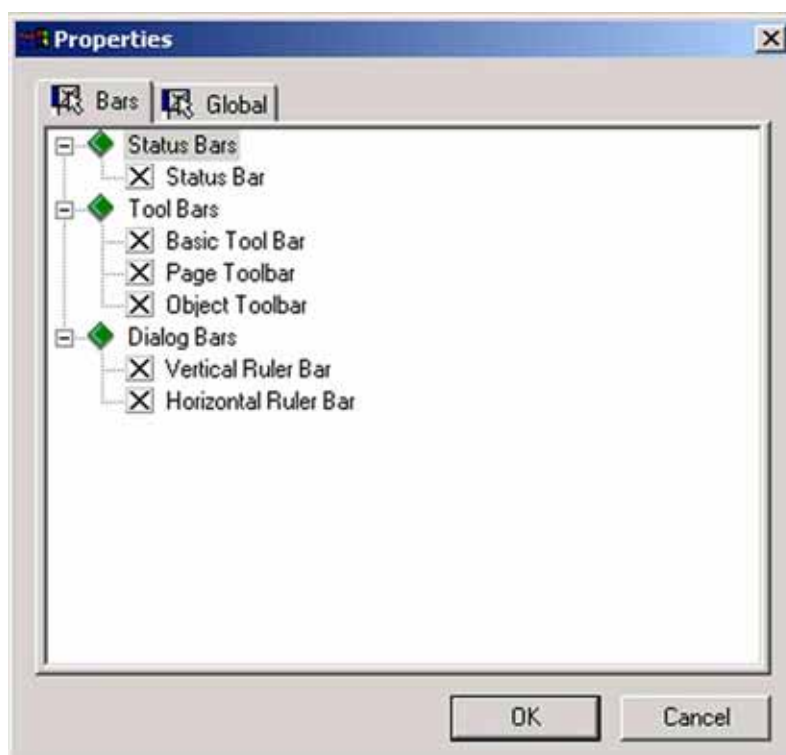 Properties
Bars
Global
Status Bars
Status Bar
Tool Bars
Basic Tool Bar
Page Toolbar
Object Toolbar
Dialog Bars
Vertical Ruler Bar
Horizontal Ruler Bar
OK
Cancel